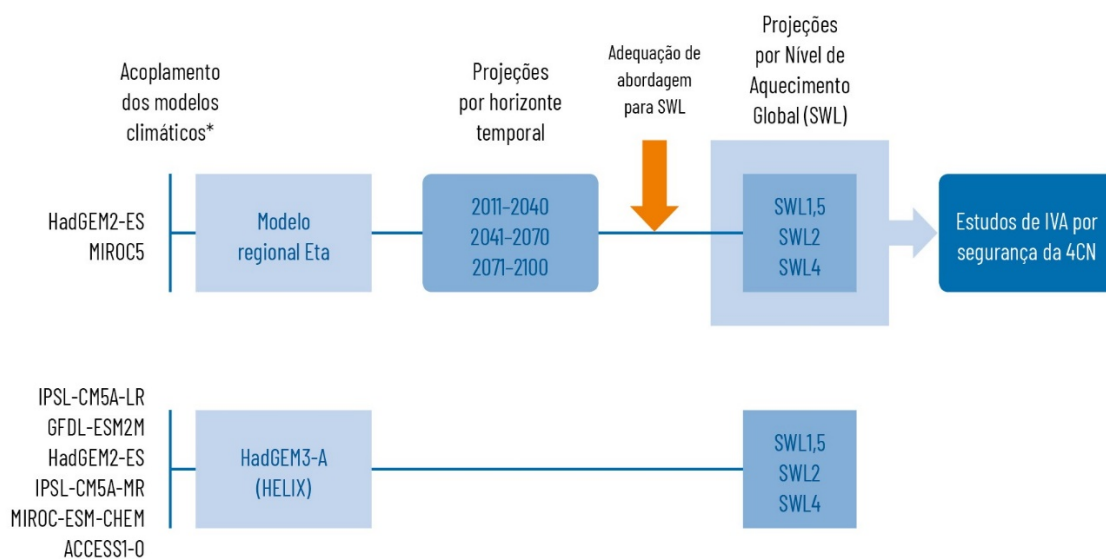 Acoplamento
dos modelos
climáticos*
Projeções
por horizonte
temporal
Adequação de
abordagem
para SWL
Projeções
por Nível de
Aquecimento
Global (SWL)
HadGEM2-ES
MIROC5
Modelo
regional Eta
2011-2040
2041-2070
2071-2100
SWL1,5
SWL2
SWL4
Estudos de IVA por
segurança da 4CN
IPSL-CM5A-LR
GFDL-ESM2M
HadGEM2-ES
IPSL-CM5A-MR
MIROC-ESM-CHEM
ACCESS1-0
HadGEM3-A
(HELIX)
SWL1,5
SWL2
SWL4